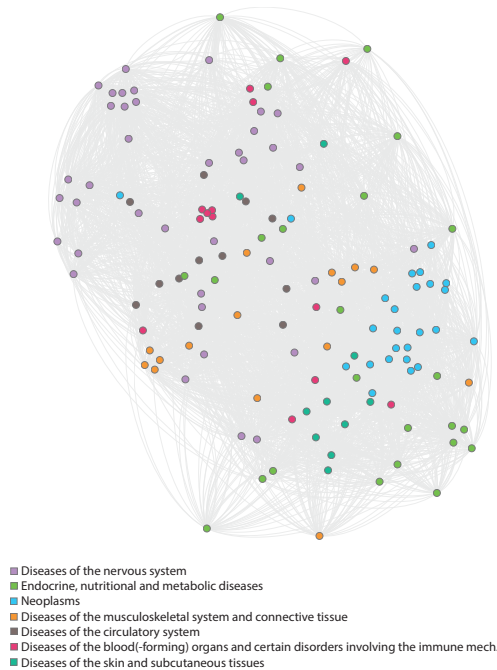 Diseases of the nervous system
Endocrine, nutritional and metabolic diseases
Neoplasms
Diseases of the musculoskeletal system and connective tissue
Diseases of the circulatory system
Diseases of the blood(-forming) organs and certain disorders involving the immune mech
Diseases of the skin and subcutaneous tissues